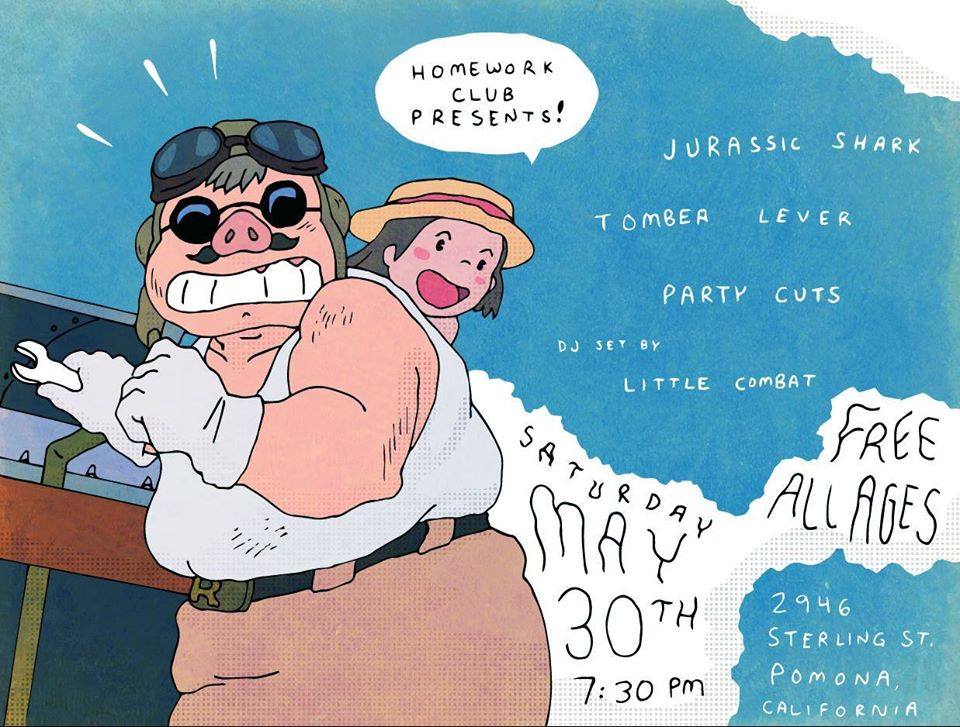 HOMEWORK
CLUB
PRESENTS!
JURASSIC SHARK
TOMBER LEVER
PARTY CUTS
DJ SET BY
LITTLE COMBAT
SATURDAY
MAY
30TH
7:30 PM
FREE
ALL AGES
2946
STERLING ST.
POMONA,
CALIFORNIA
R